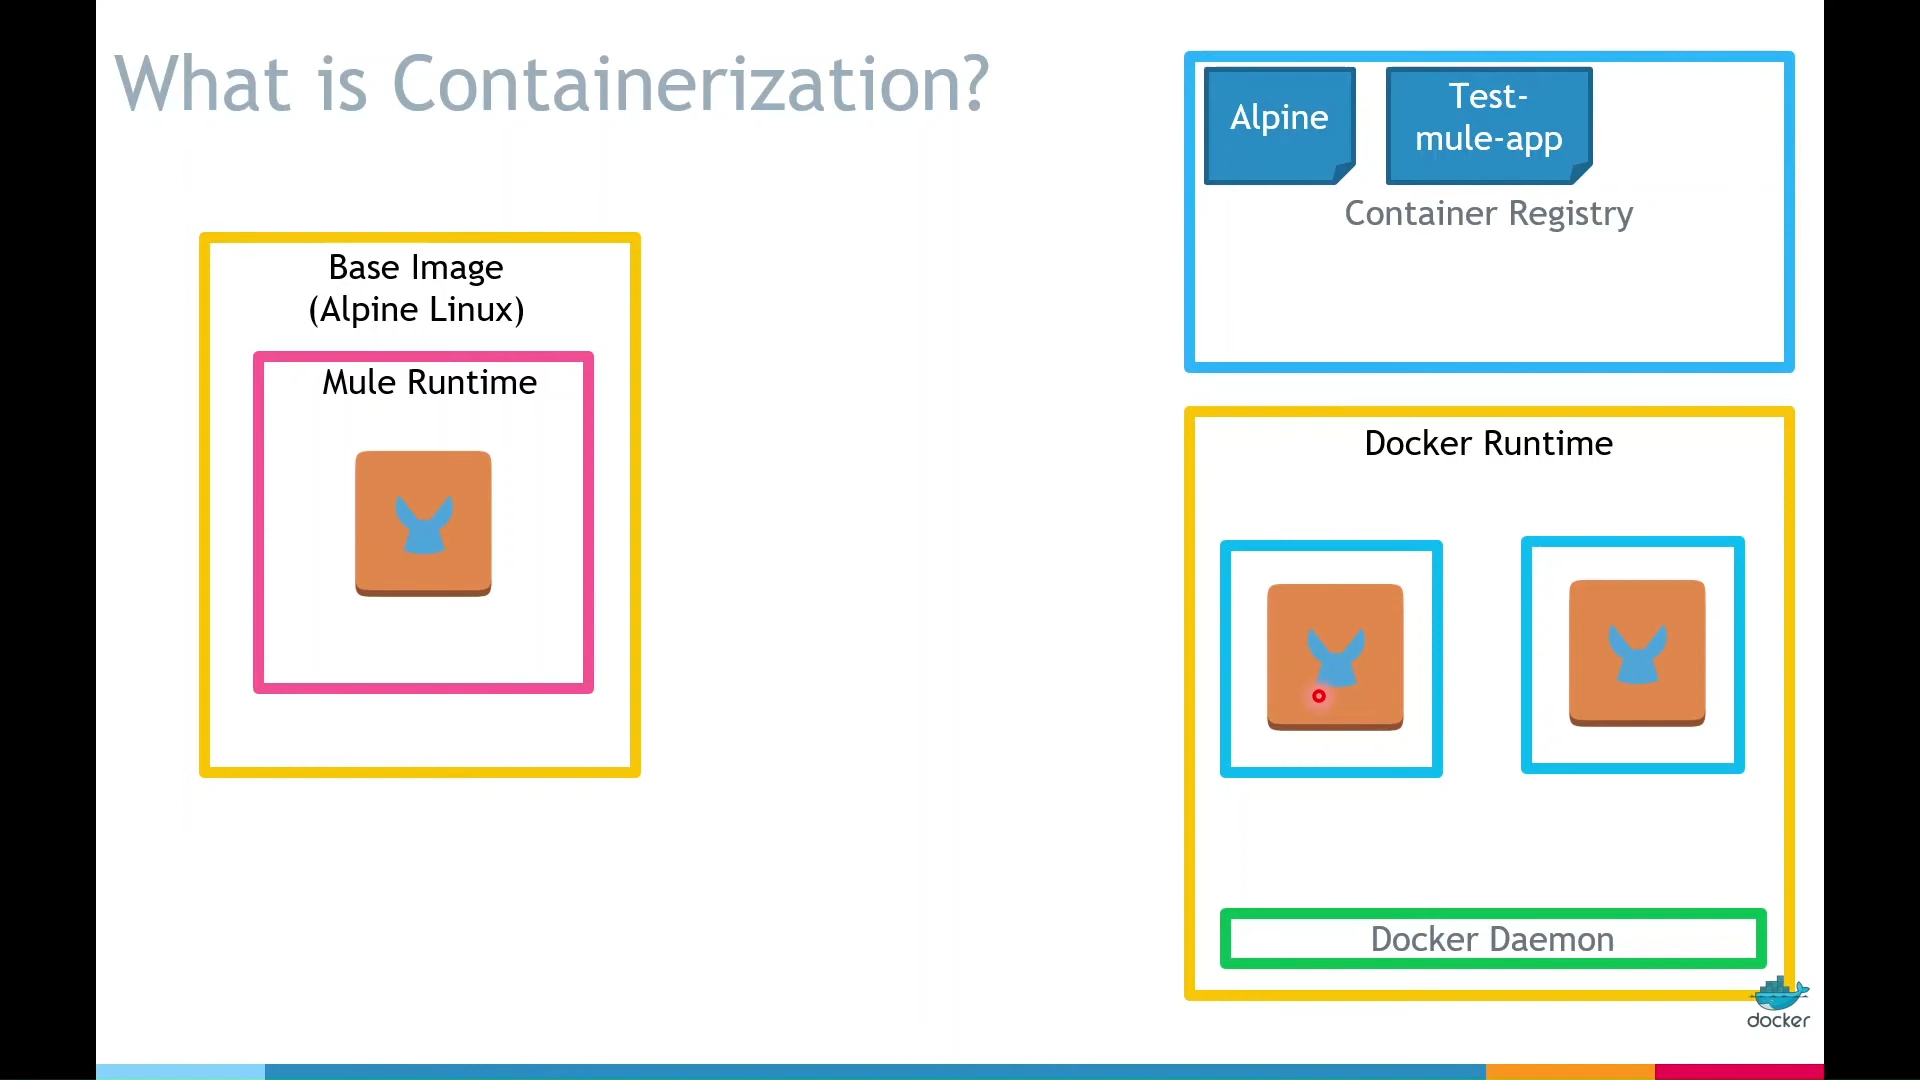 What is Containerization?
Alpine
Test-
mule-app
Container Registry
Base Image
(Alpine Linux)
Mule Runtime
Docker Runtime
Docker Daemon
docker